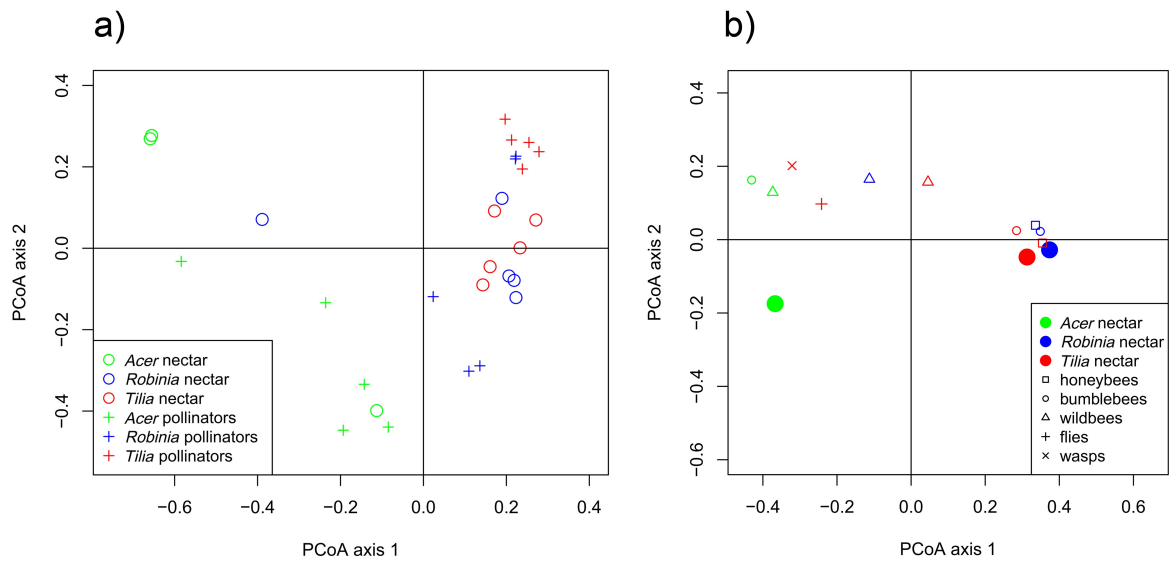 a)
0.4
0.2
0.0
−0.2
−0.4
PCoA axis 2
−0.6
−0.4
−0.2
0.0
0.2
0.4
PCoA axis 1
Acer nectar
Robinia nectar
Tilia nectar
Acer pollinators
Robinia pollinators
Tilia pollinators
b)
0.4
0.2
0.0
−0.2
−0.4
−0.6
PCoA axis 2
−0.4
−0.2
0.0
0.2
0.4
0.6
PCoA axis 1
Acer nectar
Robinia nectar
Tilia nectar
honeybees
bumblebees
wildbees
flies
wasps